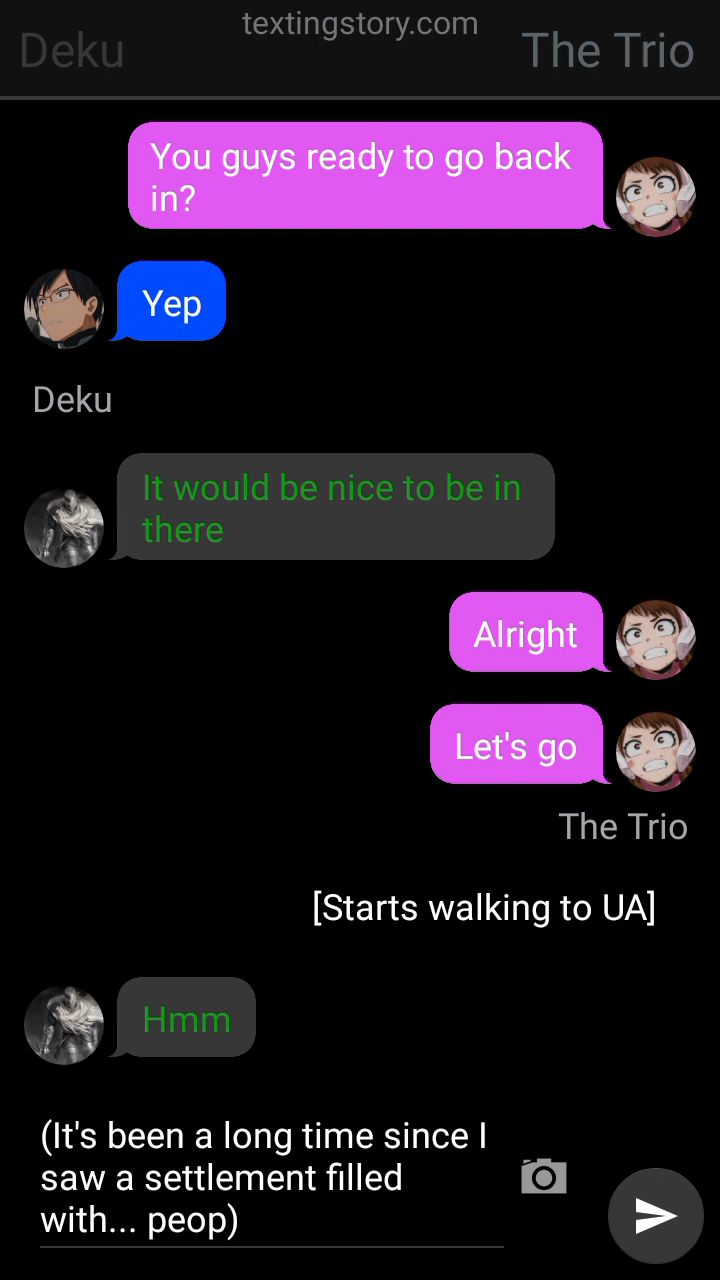 textingstory.com
Deku
The Trio
You guys ready to go back
in?
Yep
Deku
It would be nice to be in
there
Alright
Let's go
The Trio
[Starts walking to UA]
Hmm
(It's been a long time since I
saw a settlement filled
with... peop)